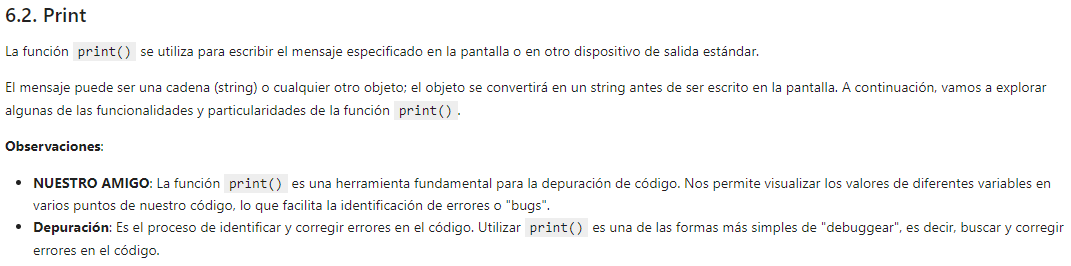 6.2. Print
La función print() se utiliza para escribir el mensaje especificado en la pantalla o en otro dispositivo de salida estándar.
El mensaje puede ser una cadena (string) o cualquier otro objeto; el objeto se convertirá en un string antes de ser escrito en la pantalla. A continuación, vamos a explorar
algunas de las funcionalidades y particularidades de la función print().
Observaciones:
• NUESTRO AMIGO: La función print() es una herramienta fundamental para la depuración de código. Nos permite visualizar los valores de diferentes variables en
varios puntos de nuestro código, lo que facilita la identificación de errores o "bugs".
• Depuración: Es el proceso de identificar y corregir errores en el código. Utilizar print() es una de las formas más simples de "debuggear", es decir, buscar y corregir
errores en el código.